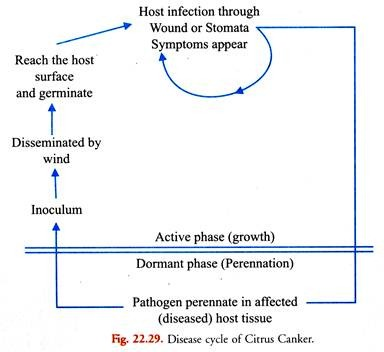 Host infection through
Wound or Stomata
Symptoms appear
Reach the host
surface
and germinate
Disseminated by
wind
Inoculum
Active phase (growth)
Dormant phase (Perennation)
Pathogen perennate in affected
(diseased) host tissue
Fig. 22.29. Disease cycle of Citrus Canker.